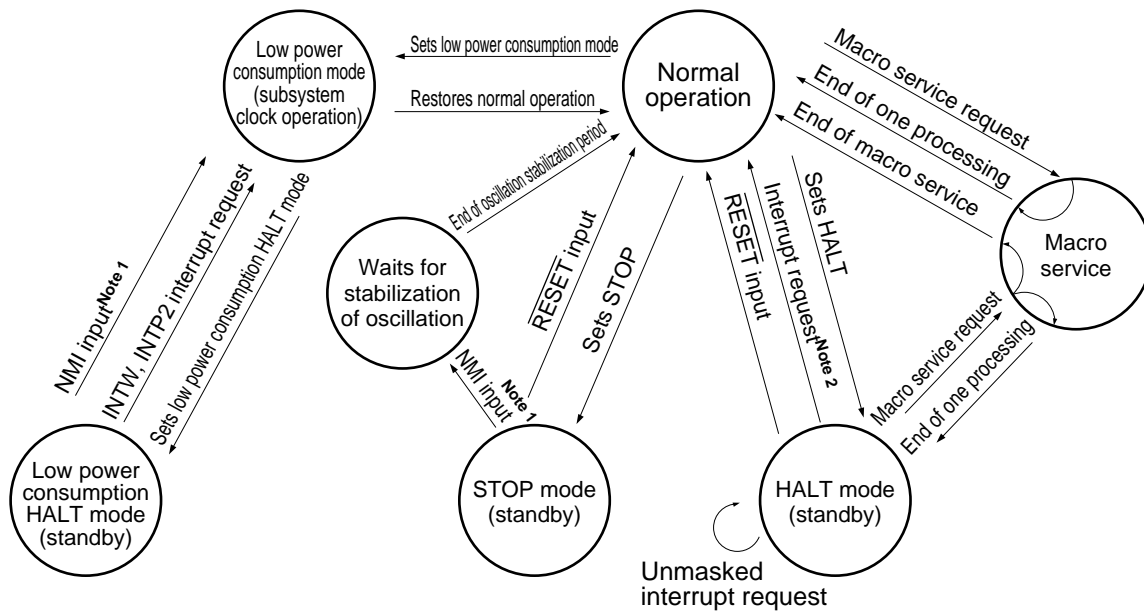 Low power
consumption mode
(subsystem
clock operation)
Sets low power consumption mode
Restores normal operation
Normal
operation
Macro service request
End of one processing
End of macro service
Macro
service
End of oscillation stabilization period
Waits for
stabilization
of oscillation
NMI input Note 1
INTW, INTP2 interrupt request
Sets low power consumption HALT mode
RESET input
Sets STOP
NMI input Note 1
RESET input
Interrupt request Note 2
Sets HALT
Macro service request
End of one processing
Low power
consumption
HALT mode
(standby)
STOP mode
(standby)
HALT mode
(standby)
Unmasked
interrupt request